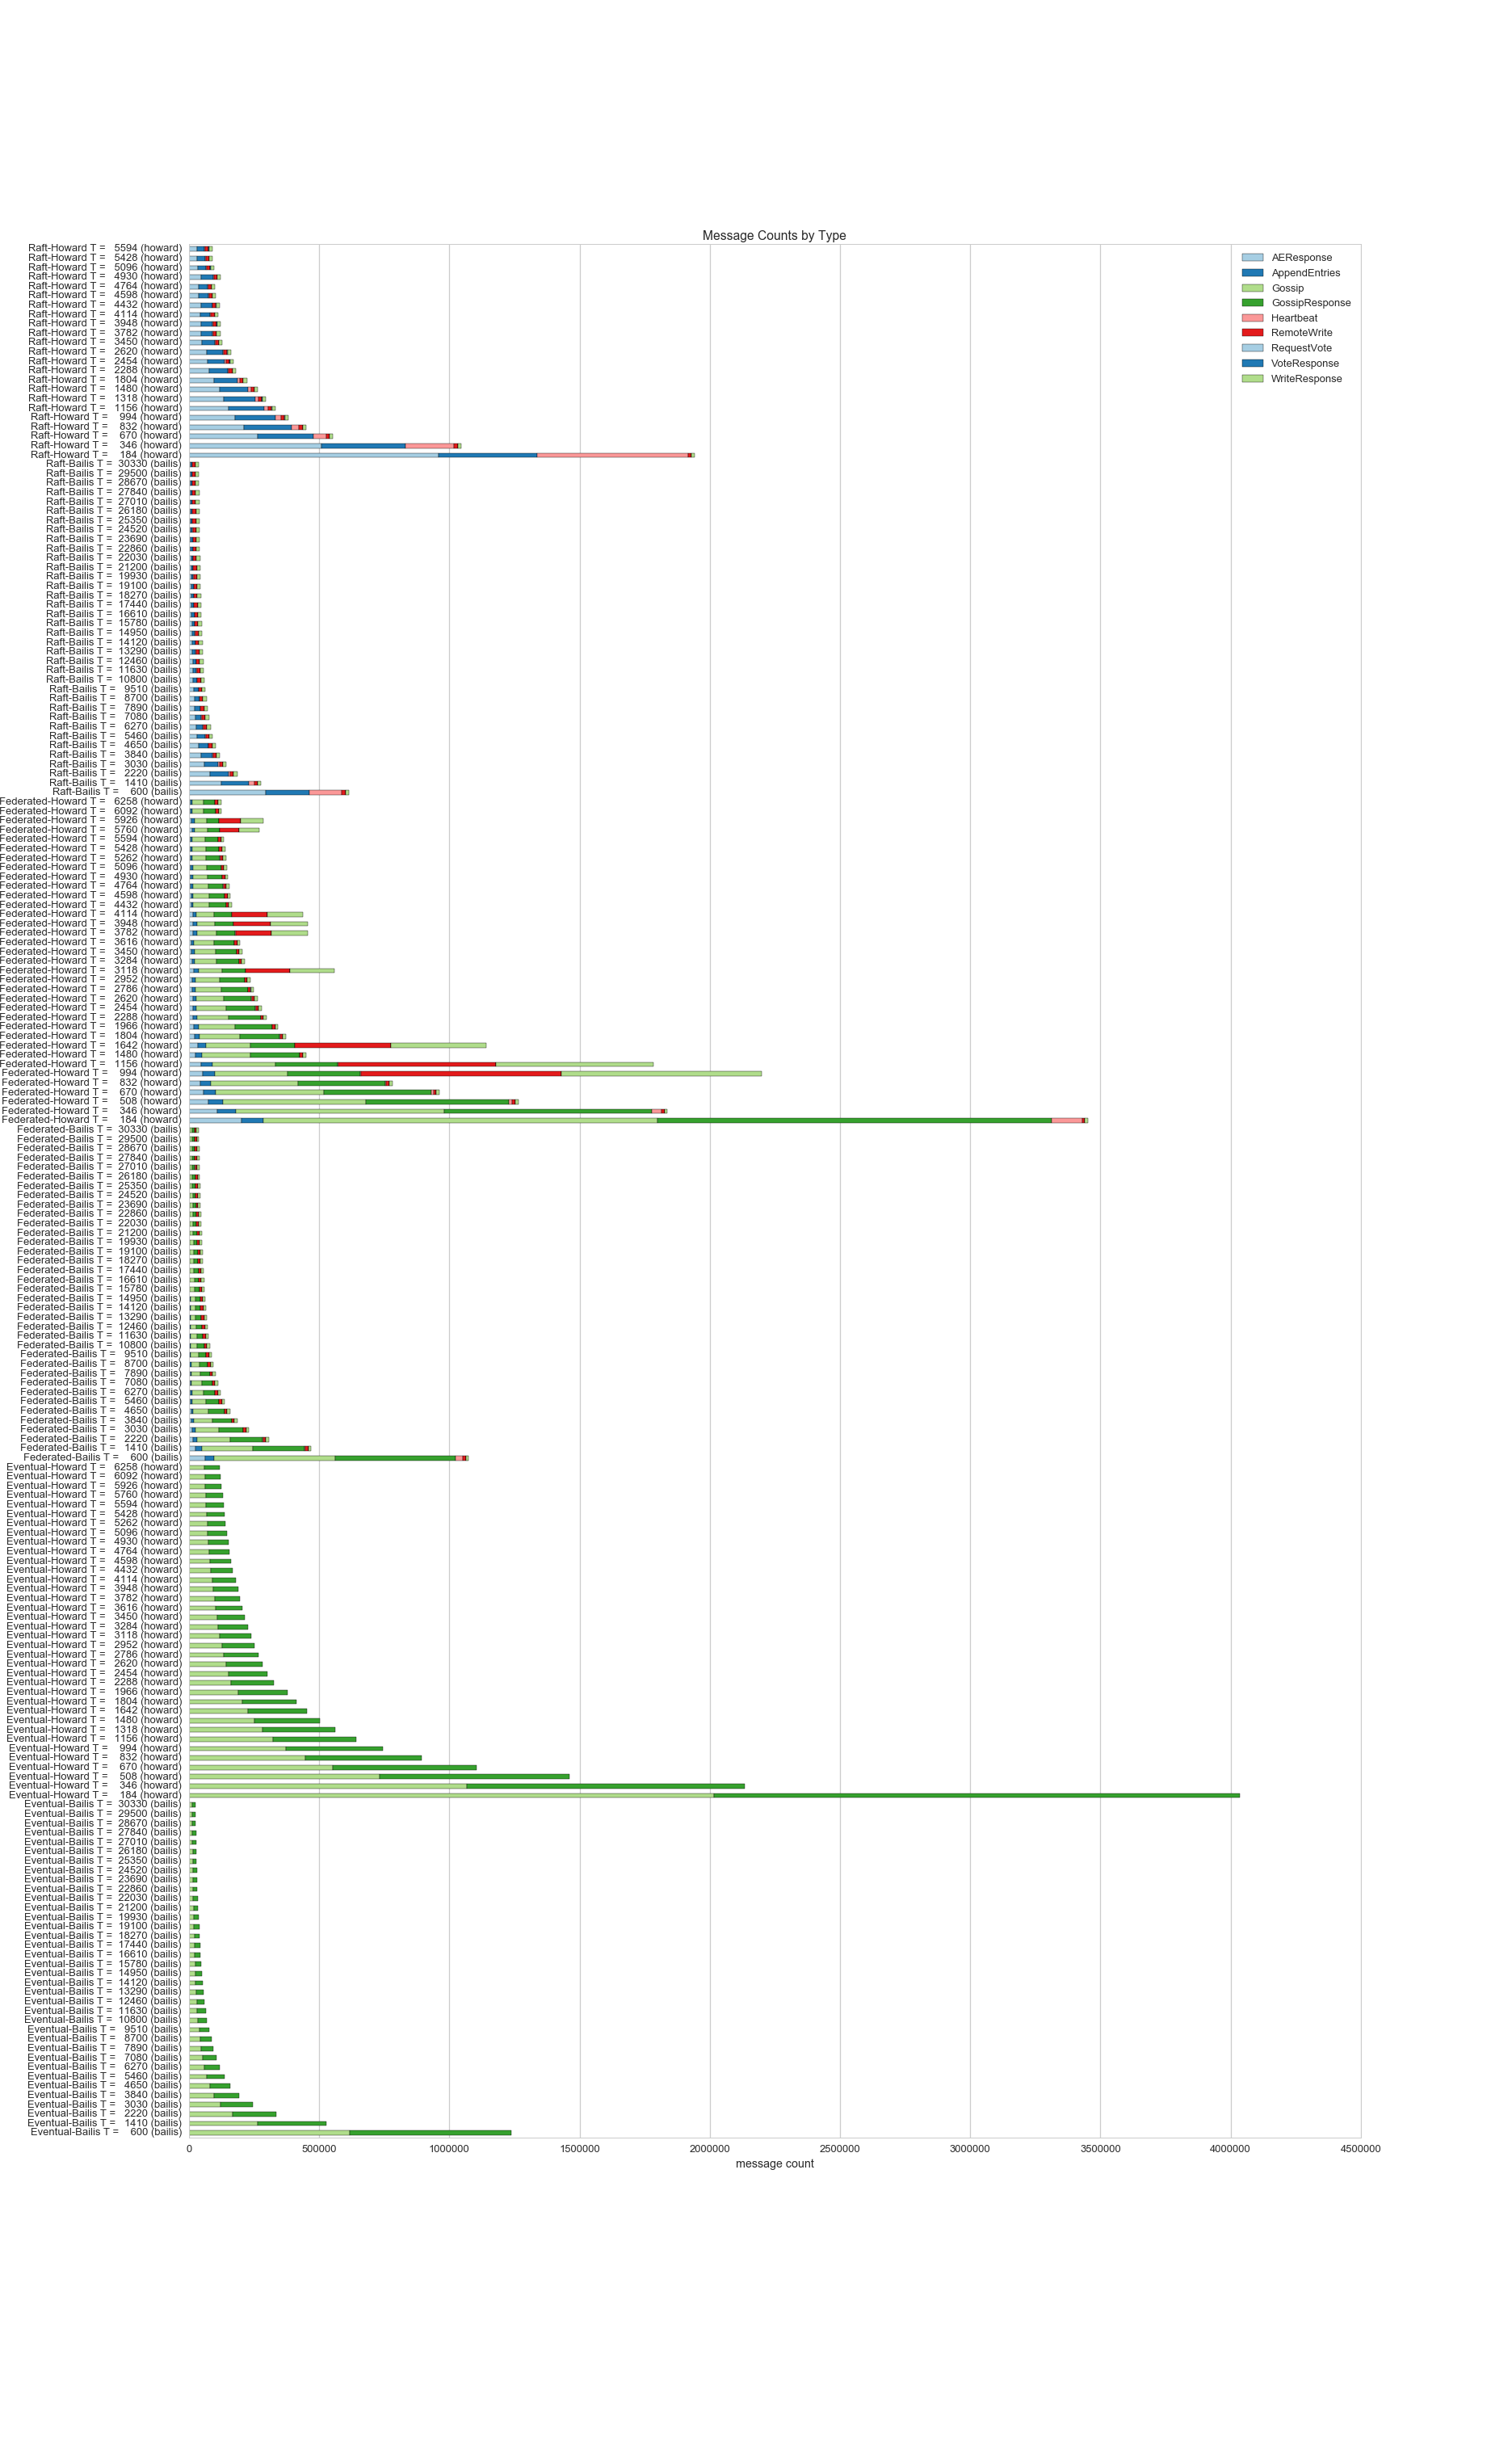 Message Counts by Type
Raft-Howard T = 5594 (howard)
Raft-Howard T = 5428 (howard)
Raft-Howard T = 5096 (howard)
Raft-Howard T = 4930 (howard)
Raft-Howard T = 4764 (howard)
Raft-Howard T = 4598 (howard)
Raft-Howard T = 4432 (howard)
Raft-Howard T = 4114 (howard)
Raft-Howard T = 3948 (howard)
Raft-Howard T = 3782 (howard)
Raft-Howard T = 3450 (howard)
Raft-Howard T = 2620 (howard)
Raft-Howard T = 2454 (howard)
Raft-Howard T = 2288 (howard)
Raft-Howard T = 1804 (howard)
Raft-Howard T = 1480 (howard)
Raft-Howard T = 1318 (howard)
Raft-Howard T = 1156 (howard)
Raft-Howard T = 994 (howard)
Raft-Howard T = 832 (howard)
Raft-Howard T = 670 (howard)
Raft-Howard T = 346 (howard)
Raft-Howard T = 184 (howard)
Raft-Bailis T = 30330 (bailis)
Raft-Bailis T = 29500 (bailis)
Raft-Bailis T = 28670 (bailis)
Raft-Bailis T = 27840 (bailis)
Raft-Bailis T = 27010 (bailis)
Raft-Bailis T = 26180 (bailis)
Raft-Bailis T = 25350 (bailis)
Raft-Bailis T = 24520 (bailis)
Raft-Bailis T = 23690 (bailis)
Raft-Bailis T = 22860 (bailis)
Raft-Bailis T = 22030 (bailis)
Raft-Bailis T = 21200 (bailis)
Raft-Bailis T = 19930 (bailis)
Raft-Bailis T = 19100 (bailis)
Raft-Bailis T = 18270 (bailis)
Raft-Bailis T = 17440 (bailis)
Raft-Bailis T = 16610 (bailis)
Raft-Bailis T = 15780 (bailis)
Raft-Bailis T = 14950 (bailis)
Raft-Bailis T = 14120 (bailis)
Raft-Bailis T = 13290 (bailis)
Raft-Bailis T = 12460 (bailis)
Raft-Bailis T = 11630 (bailis)
Raft-Bailis T = 10800 (bailis)
Raft-Bailis T = 9510 (bailis)
Raft-Bailis T = 8700 (bailis)
Raft-Bailis T = 7890 (bailis)
Raft-Bailis T = 7080 (bailis)
Raft-Bailis T = 6270 (bailis)
Raft-Bailis T = 5460 (bailis)
Raft-Bailis T = 4650 (bailis)
Raft-Bailis T = 3840 (bailis)
Raft-Bailis T = 3030 (bailis)
Raft-Bailis T = 2220 (bailis)
Raft-Bailis T = 1410 (bailis)
Raft-Bailis T = 600 (bailis)
Federated-Howard T = 6258 (howard)
Federated-Howard T = 6092 (howard)
Federated-Howard T = 5926 (howard)
Federated-Howard T = 5760 (howard)
Federated-Howard T = 5594 (howard)
Federated-Howard T = 5428 (howard)
Federated-Howard T = 5262 (howard)
Federated-Howard T = 5096 (howard)
Federated-Howard T = 4930 (howard)
Federated-Howard T = 4764 (howard)
Federated-Howard T = 4598 (howard)
Federated-Howard T = 4432 (howard)
Federated-Howard T = 4114 (howard)
Federated-Howard T = 3948 (howard)
Federated-Howard T = 3782 (howard)
Federated-Howard T = 3616 (howard)
Federated-Howard T = 3450 (howard)
Federated-Howard T = 3284 (howard)
Federated-Howard T = 3118 (howard)
Federated-Howard T = 2952 (howard)
Federated-Howard T = 2786 (howard)
Federated-Howard T = 2620 (howard)
Federated-Howard T = 2454 (howard)
Federated-Howard T = 2288 (howard)
Federated-Howard T = 1966 (howard)
Federated-Howard T = 1804 (howard)
Federated-Howard T = 1642 (howard)
Federated-Howard T = 1480 (howard)
Federated-Howard T = 1156 (howard)
Federated-Howard T = 994 (howard)
Federated-Howard T = 832 (howard)
Federated-Howard T = 670 (howard)
Federated-Howard T = 508 (howard)
Federated-Howard T = 346 (howard)
Federated-Howard T = 184 (howard)
Federated-Bailis T = 30330 (bailis)
Federated-Bailis T = 29500 (bailis)
Federated-Bailis T = 28670 (bailis)
Federated-Bailis T = 27840 (bailis)
Federated-Bailis T = 27010 (bailis)
Federated-Bailis T = 26180 (bailis)
Federated-Bailis T = 25350 (bailis)
Federated-Bailis T = 24520 (bailis)
Federated-Bailis T = 23690 (bailis)
Federated-Bailis T = 22860 (bailis)
Federated-Bailis T = 22030 (bailis)
Federated-Bailis T = 21200 (bailis)
Federated-Bailis T = 19930 (bailis)
Federated-Bailis T = 19100 (bailis)
Federated-Bailis T = 18270 (bailis)
Federated-Bailis T = 17440 (bailis)
Federated-Bailis T = 16610 (bailis)
Federated-Bailis T = 15780 (bailis)
Federated-Bailis T = 14950 (bailis)
Federated-Bailis T = 14120 (bailis)
Federated-Bailis T = 13290 (bailis)
Federated-Bailis T = 12460 (bailis)
Federated-Bailis T = 11630 (bailis)
Federated-Bailis T = 10800 (bailis)
Federated-Bailis T = 9510 (bailis)
Federated-Bailis T = 8700 (bailis)
Federated-Bailis T = 7890 (bailis)
Federated-Bailis T = 7080 (bailis)
Federated-Bailis T = 6270 (bailis)
Federated-Bailis T = 5460 (bailis)
Federated-Bailis T = 4650 (bailis)
Federated-Bailis T = 3840 (bailis)
Federated-Bailis T = 3030 (bailis)
Federated-Bailis T = 2220 (bailis)
Federated-Bailis T = 1410 (bailis)
Federated-Bailis T = 600 (bailis)
Eventual-Howard T = 6258 (howard)
Eventual-Howard T = 6092 (howard)
Eventual-Howard T = 5926 (howard)
Eventual-Howard T = 5760 (howard)
Eventual-Howard T = 5594 (howard)
Eventual-Howard T = 5428 (howard)
Eventual-Howard T = 5262 (howard)
Eventual-Howard T = 5096 (howard)
Eventual-Howard T = 4930 (howard)
Eventual-Howard T = 4764 (howard)
Eventual-Howard T = 4598 (howard)
Eventual-Howard T = 4432 (howard)
Eventual-Howard T = 4114 (howard)
Eventual-Howard T = 3948 (howard)
Eventual-Howard T = 3782 (howard)
Eventual-Howard T = 3616 (howard)
Eventual-Howard T = 3450 (howard)
Eventual-Howard T = 3284 (howard)
Eventual-Howard T = 3118 (howard)
Eventual-Howard T = 2952 (howard)
Eventual-Howard T = 2786 (howard)
Eventual-Howard T = 2620 (howard)
Eventual-Howard T = 2454 (howard)
Eventual-Howard T = 2288 (howard)
Eventual-Howard T = 1966 (howard)
Eventual-Howard T = 1804 (howard)
Eventual-Howard T = 1642 (howard)
Eventual-Howard T = 1480 (howard)
Eventual-Howard T = 1318 (howard)
Eventual-Howard T = 1156 (howard)
Eventual-Howard T = 994 (howard)
Eventual-Howard T = 832 (howard)
Eventual-Howard T = 670 (howard)
Eventual-Howard T = 508 (howard)
Eventual-Howard T = 346 (howard)
Eventual-Howard T = 184 (howard)
Eventual-Bailis T = 30330 (bailis)
Eventual-Bailis T = 29500 (bailis)
Eventual-Bailis T = 28670 (bailis)
Eventual-Bailis T = 27840 (bailis)
Eventual-Bailis T = 27010 (bailis)
Eventual-Bailis T = 26180 (bailis)
Eventual-Bailis T = 25350 (bailis)
Eventual-Bailis T = 24520 (bailis)
Eventual-Bailis T = 23690 (bailis)
Eventual-Bailis T = 22860 (bailis)
Eventual-Bailis T = 22030 (bailis)
Eventual-Bailis T = 21200 (bailis)
Eventual-Bailis T = 19930 (bailis)
Eventual-Bailis T = 19100 (bailis)
Eventual-Bailis T = 18270 (bailis)
Eventual-Bailis T = 17440 (bailis)
Eventual-Bailis T = 16610 (bailis)
Eventual-Bailis T = 15780 (bailis)
Eventual-Bailis T = 14950 (bailis)
Eventual-Bailis T = 14120 (bailis)
Eventual-Bailis T = 13290 (bailis)
Eventual-Bailis T = 12460 (bailis)
Eventual-Bailis T = 11630 (bailis)
Eventual-Bailis T = 10800 (bailis)
Eventual-Bailis T = 9510 (bailis)
Eventual-Bailis T = 8700 (bailis)
Eventual-Bailis T = 7890 (bailis)
Eventual-Bailis T = 7080 (bailis)
Eventual-Bailis T = 6270 (bailis)
Eventual-Bailis T = 5460 (bailis)
Eventual-Bailis T = 4650 (bailis)
Eventual-Bailis T = 3840 (bailis)
Eventual-Bailis T = 3030 (bailis)
Eventual-Bailis T = 2220 (bailis)
Eventual-Bailis T = 1410 (bailis)
Eventual-Bailis T = 600 (bailis)
AEResponse
AppendEntries
Gossip
GossipResponse
Heartbeat
RemoteWrite
RequestVote
VoteResponse
WriteResponse
0 500000 1000000 1500000 2000000 2500000 3000000 3500000 4000000 4500000
message count